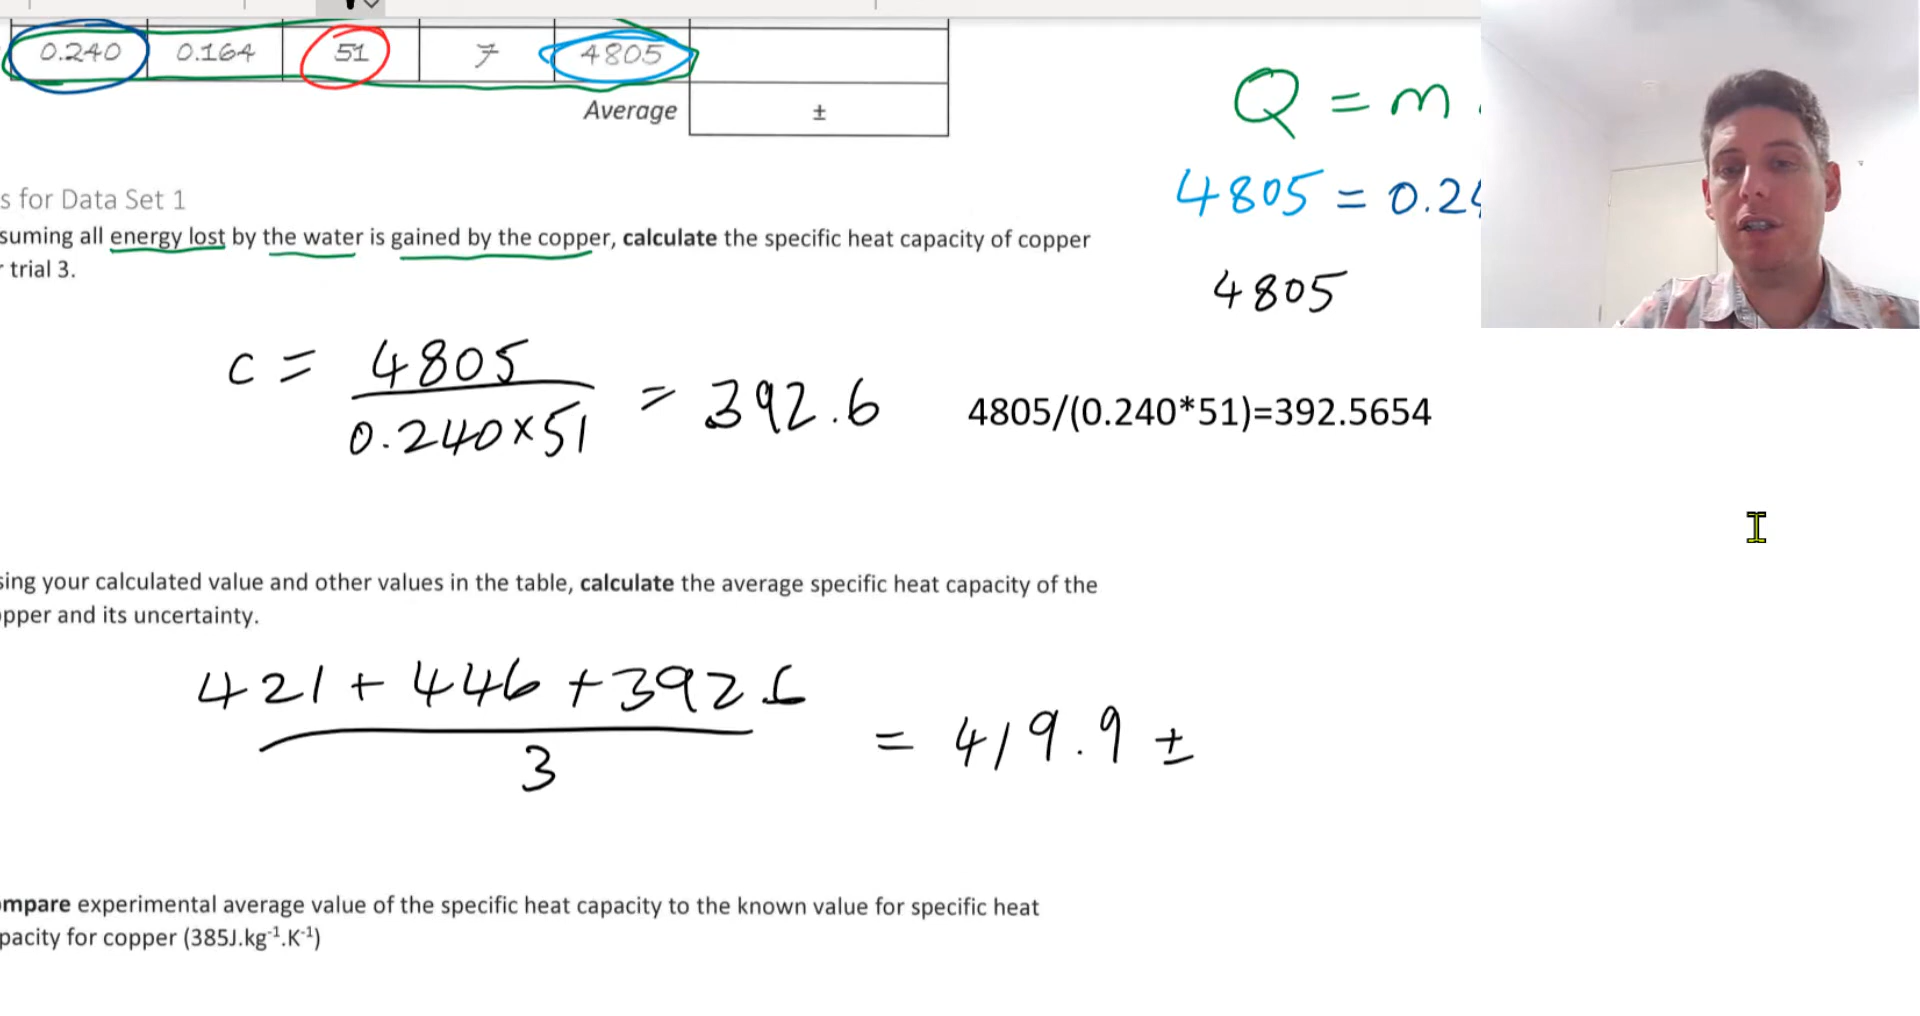 0.240 0.164 51 7 4805
Average ±
Q = m
4805 = 0.24
4805
s for Data Set 1
suming all energy lost by the water is gained by the copper, calculate the specific heat capacity of copper
trial 3.
c = 4805 / 0.240 × 51 = 392.6
4805/(0.240*51)=392.5654
sing your calculated value and other values in the table, calculate the average specific heat capacity of the
pper and its uncertainty.
421 + 446 + 392.6 / 3 = 419.9 ±
mpare experimental average value of the specific heat capacity to the known value for specific heat
pacity for copper (385J.kg⁻¹.K⁻¹)